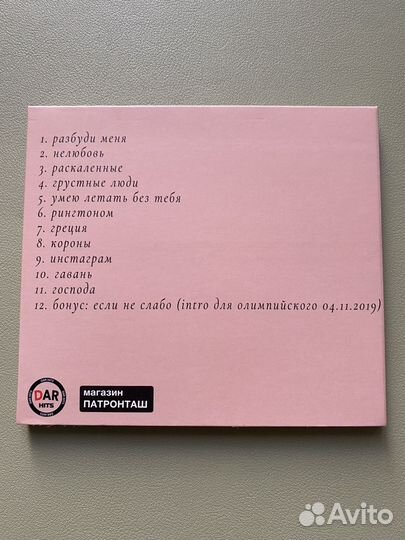 1. разбуди меня
2. нелюбовь
3. раскаленные
4. грустные люди
5. умею летать без тебя
6. рингтоном
7. греция
8. короны
9. инстаграм
10. гавань
11. господа
12. бонус: если не слабо (intro для олимпийского 04.11.2019)
DAR
HITS
магазин
ПАТРОНТАШ
Avito